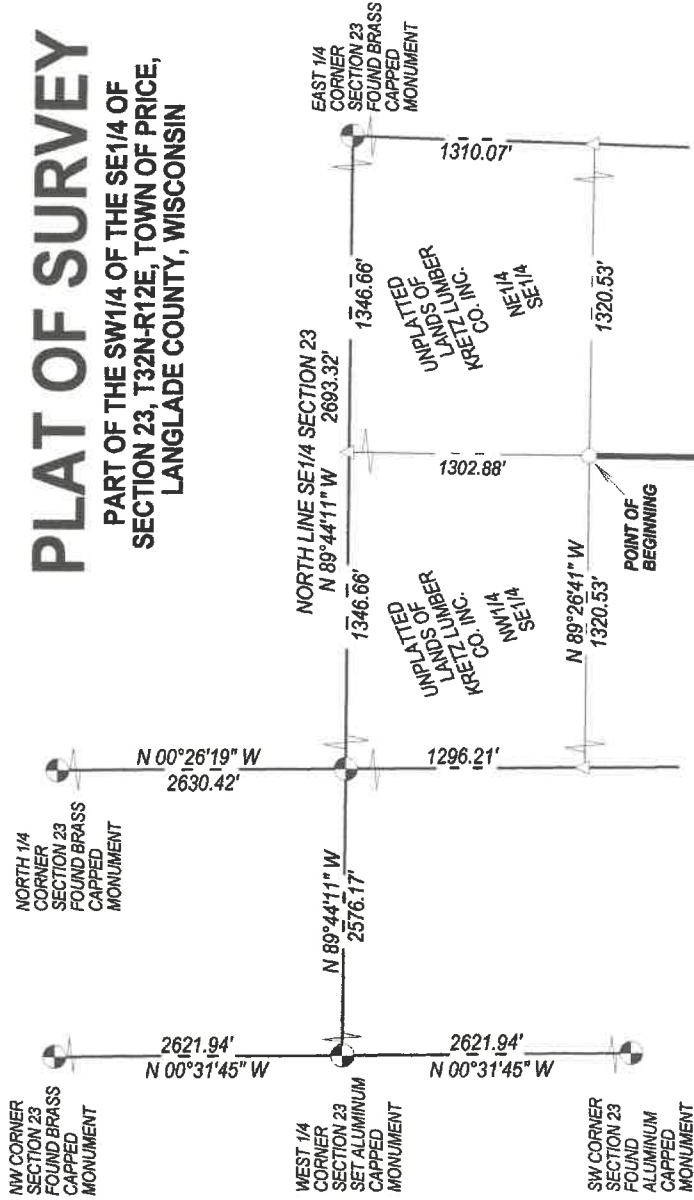 PLAT OF SURVEY
PART OF THE SW1/4 OF THE SE1/4 OF
SECTION 23, T32N-R12E, TOWN OF PRICE,
LANGLADE COUNTY, WISCONSIN
NW CORNER
SECTION 23
FOUND BRASS
CAPPED
MONUMENT
NORTH 1/4
CORNER
SECTION 23
FOUND BRASS
CAPPED
MONUMENT
2621.94'
N 00°31'45" W
N 00°26'19" W
2630.42'
WEST 1/4
CORNER
SECTION 23
SET ALUMINUM
CAPPED
MONUMENT
N 89°44'11" W
2576.17'
NORTH LINE SE1/4 SECTION 23
N 89°44'11" W 2693.32'
1346.66'
1346.66'
EAST 1/4
CORNER
SECTION 23
FOUND BRASS
CAPPED
MONUMENT
2621.94'
N 00°31'45" W
1296.21'
UNPLATTED
LANDS OF
KRETZ LUMBER
CO. INC.
NW1/4
SE1/4
1302.88'
UNPLATTED
LANDS OF
KRETZ LUMBER
CO. INC.
NE1/4
SE1/4
1310.07'
N 89°26'41" W
1320.53'
1320.53'
POINT OF
BEGINNING
SW CORNER
SECTION 23
FOUND
ALUMINUM
CAPPED
MONUMENT